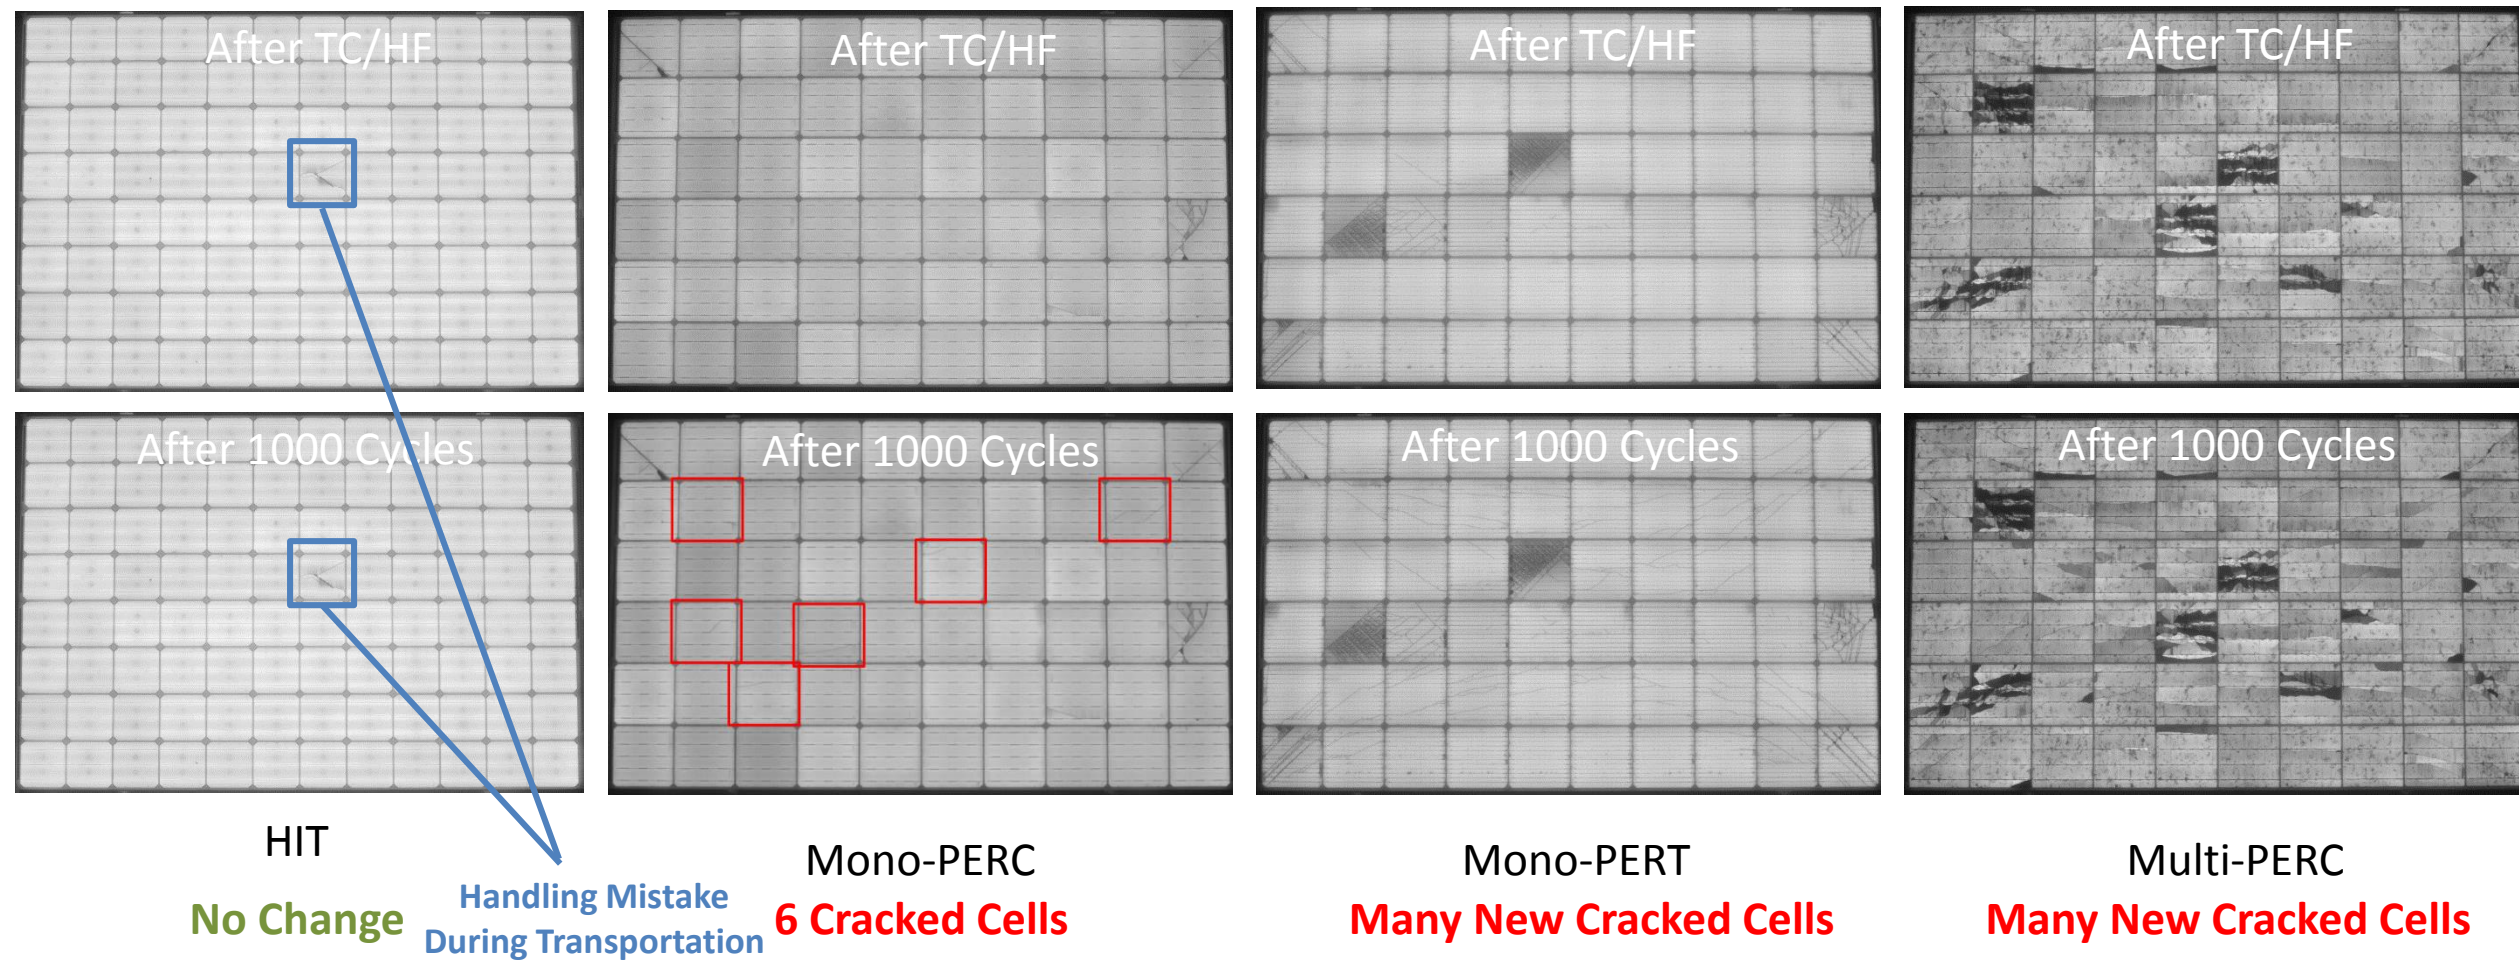 After TC/HF
After TC/HF
After TC/HF
After TC/HF
After 1000 Cycles
After 1000 Cycles
After 1000 Cycles
After 1000 Cycles
HIT
No Change
Handling Mistake
During Transportation
Mono-PERC
6 Cracked Cells
Mono-PERT
Many New Cracked Cells
Multi-PERC
Many New Cracked Cells